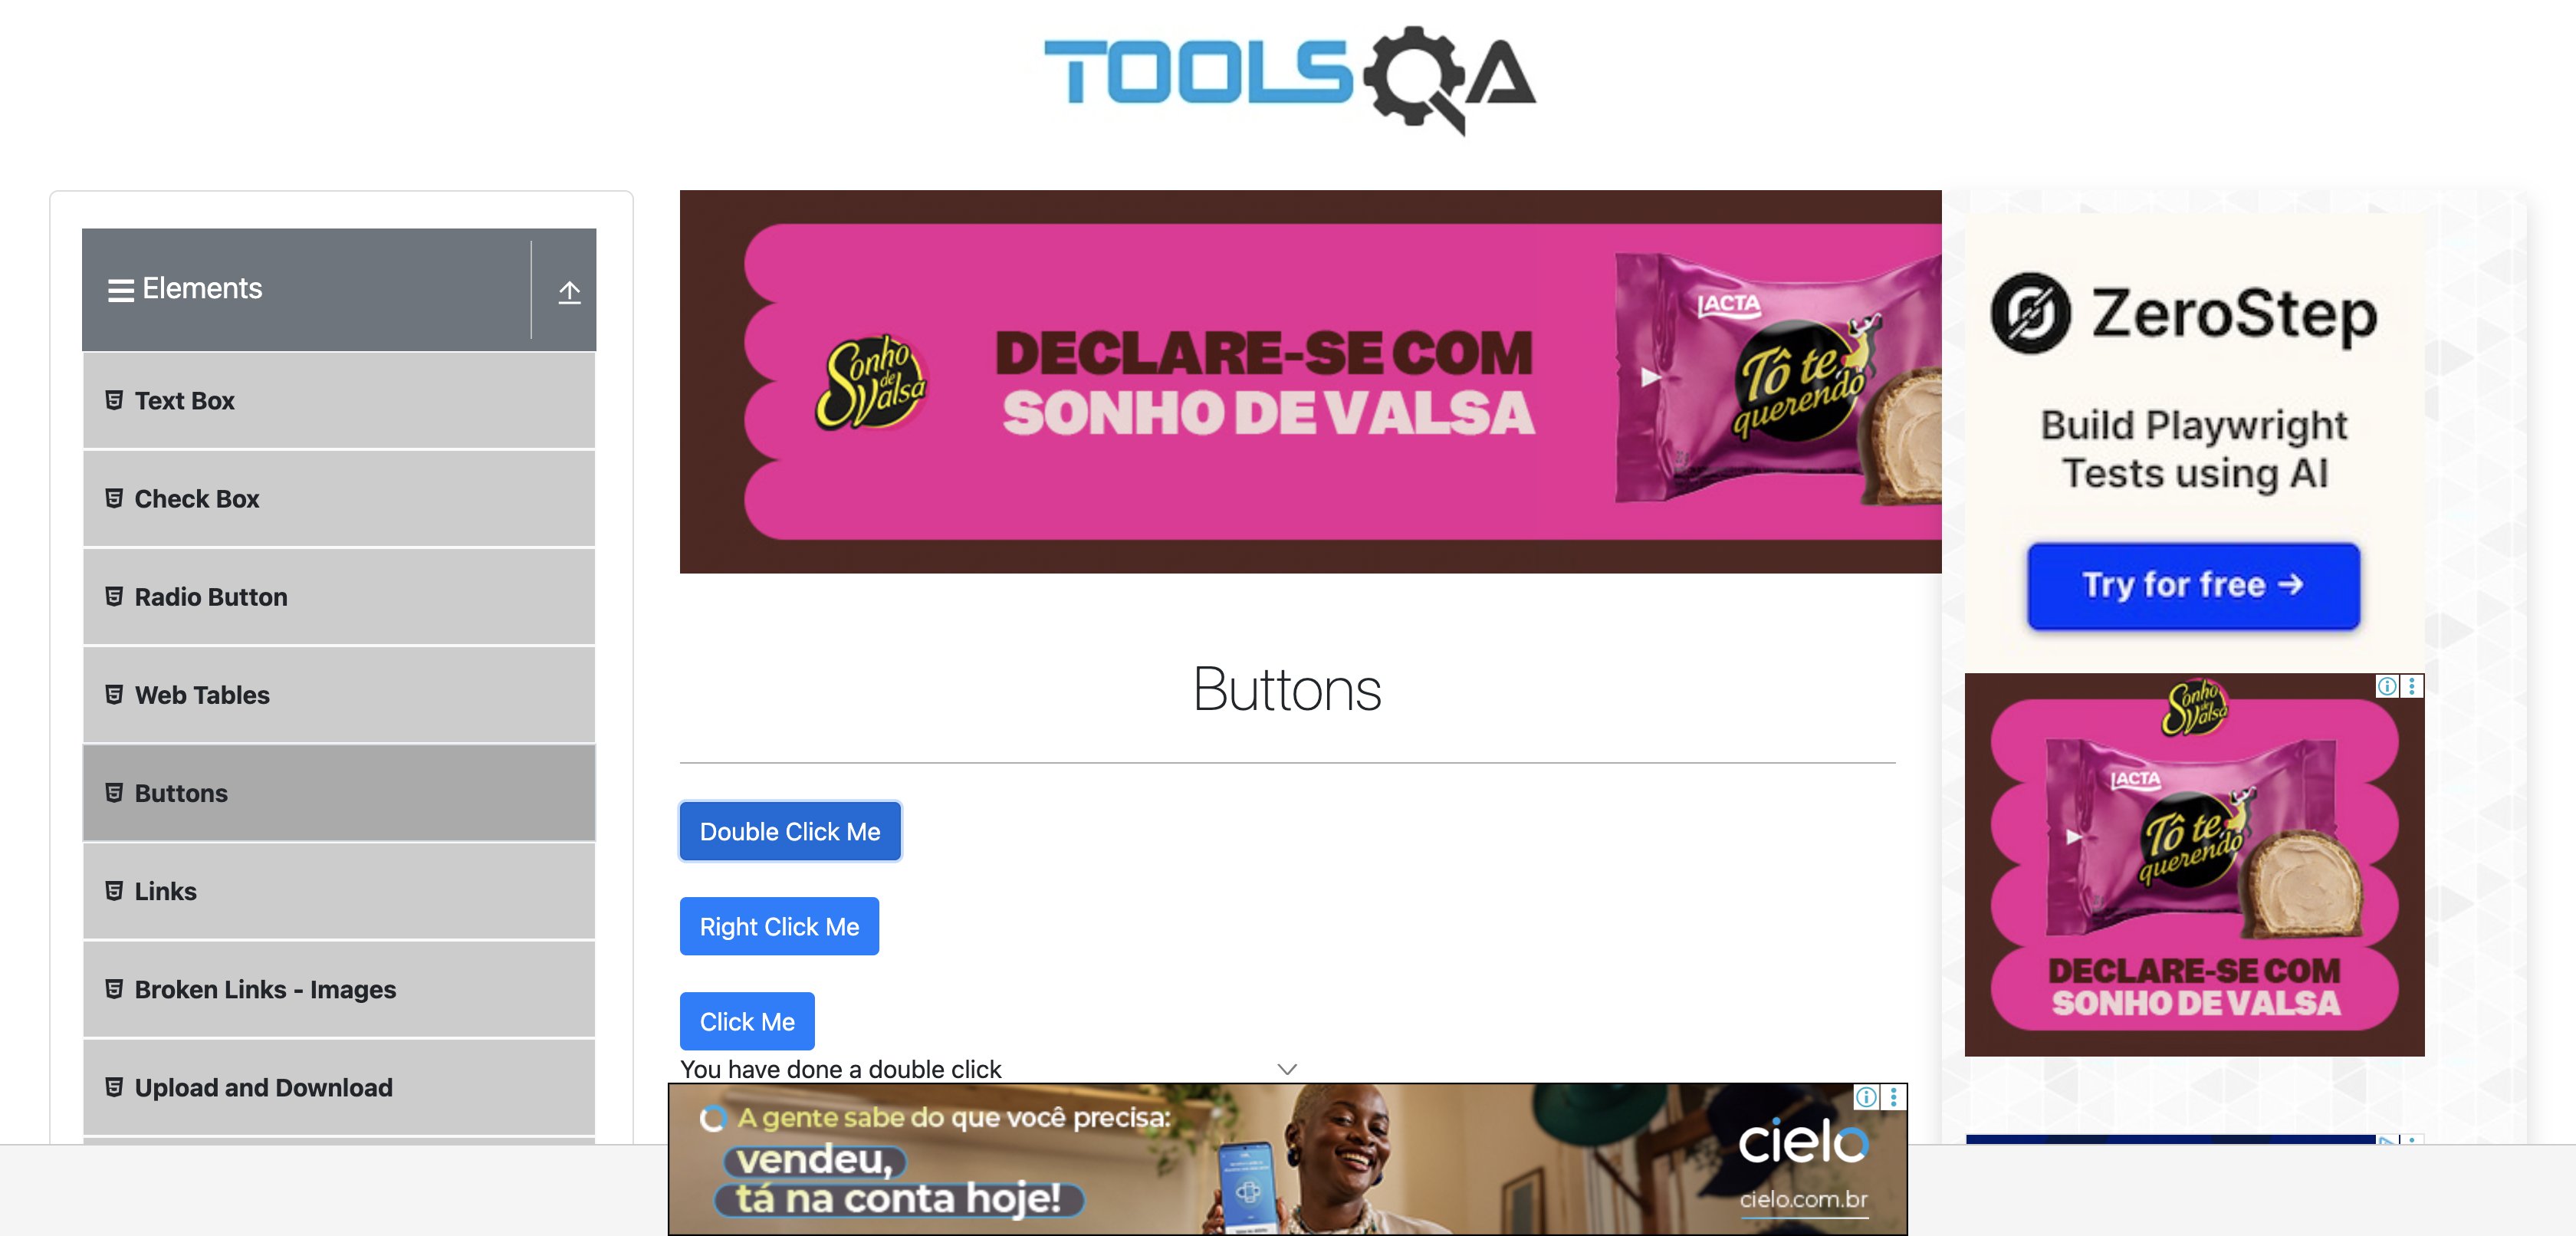 TOOLSQA
Elements
Text Box
Check Box
Radio Button
Web Tables
Buttons
Links
Broken Links - Images
Upload and Download
Sonho
de
Valsa
DECLARE-SE COM
SONHO DE VALSA
LACTA
Tô te
querendo
Buttons
Double Click Me
Right Click Me
Click Me
You have done a double click
A gente sabe do que você precisa:
vendeu,
tá na conta hoje!
cielo
cielo.com.br
ZeroStep
Build Playwright
Tests using AI
Try for free →
Sonho
de
Valsa
LACTA
Tô te
querendo
DECLARE-SE COM
SONHO DE VALSA